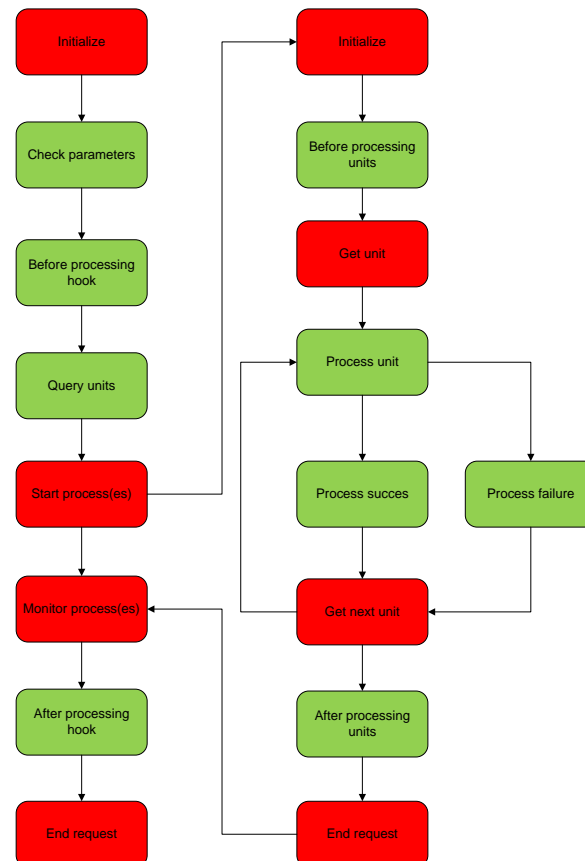 Initialize
Check parameters
Before processing
hook
Query units
Start process(es)
Monitor process(es)
After processing
hook
End request
Initialize
Before processing
units
Get unit
Process unit
Process succes
Process failure
Get next unit
After processing
units
End request